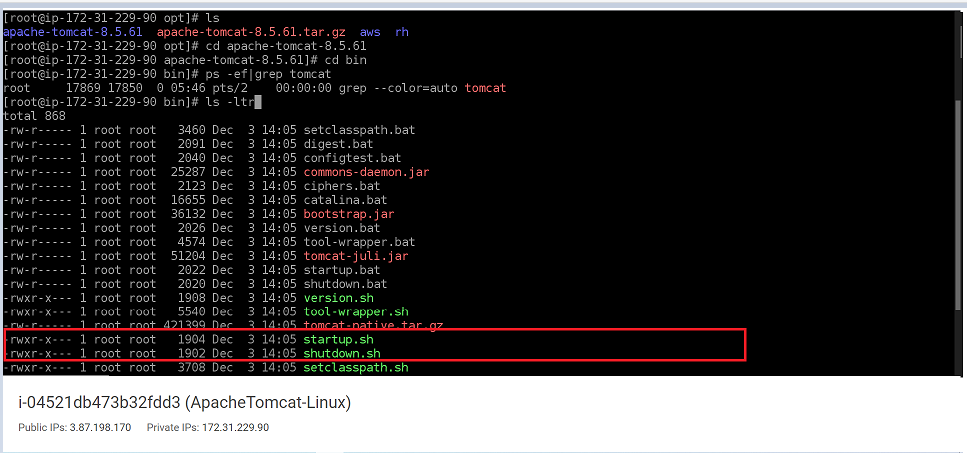 [root@ip-172-31-229-90 opt]# ls
apache-tomcat-8.5.61  apache-tomcat-8.5.61.tar.gz  aws  rh
[root@ip-172-31-229-90 opt]# cd apache-tomcat-8.5.61
[root@ip-172-31-229-90 apache-tomcat-8.5.61]# cd bin
[root@ip-172-31-229-90 bin]# ps -ef|grep tomcat
root     17869 17850  0 05:46 pts/2    00:00:00 grep --color=auto tomcat
[root@ip-172-31-229-90 bin]# ls -ltr
total 868
-rw-r----- 1 root root   3460 Dec  3 14:05 setclasspath.bat
-rw-r----- 1 root root   2091 Dec  3 14:05 digest.bat
-rw-r----- 1 root root   2040 Dec  3 14:05 configtest.bat
-rw-r----- 1 root root  25287 Dec  3 14:05 commons-daemon.jar
-rw-r----- 1 root root   2123 Dec  3 14:05 ciphers.bat
-rw-r----- 1 root root  16655 Dec  3 14:05 catalina.bat
-rw-r----- 1 root root  36132 Dec  3 14:05 bootstrap.jar
-rw-r----- 1 root root   2026 Dec  3 14:05 version.bat
-rw-r----- 1 root root   4574 Dec  3 14:05 tool-wrapper.bat
-rw-r----- 1 root root  51204 Dec  3 14:05 tomcat-juli.jar
-rw-r----- 1 root root   2022 Dec  3 14:05 startup.bat
-rw-r----- 1 root root   2020 Dec  3 14:05 shutdown.bat
-rwxr-x--- 1 root root   1908 Dec  3 14:05 version.sh
-rwxr-x--- 1 root root   5540 Dec  3 14:05 tool-wrapper.sh
-rw-r----- 1 root root 421399 Dec  3 14:05 tomcat-native.tar.gz
-rwxr-x--- 1 root root   1904 Dec  3 14:05 startup.sh
-rwxr-x--- 1 root root   1902 Dec  3 14:05 shutdown.sh
-rwxr-x--- 1 root root   3708 Dec  3 14:05 setclasspath.sh
i-04521db473b32fdd3 (ApacheTomcat-Linux)
Public IPs: 3.87.198.170    Private IPs: 172.31.229.90